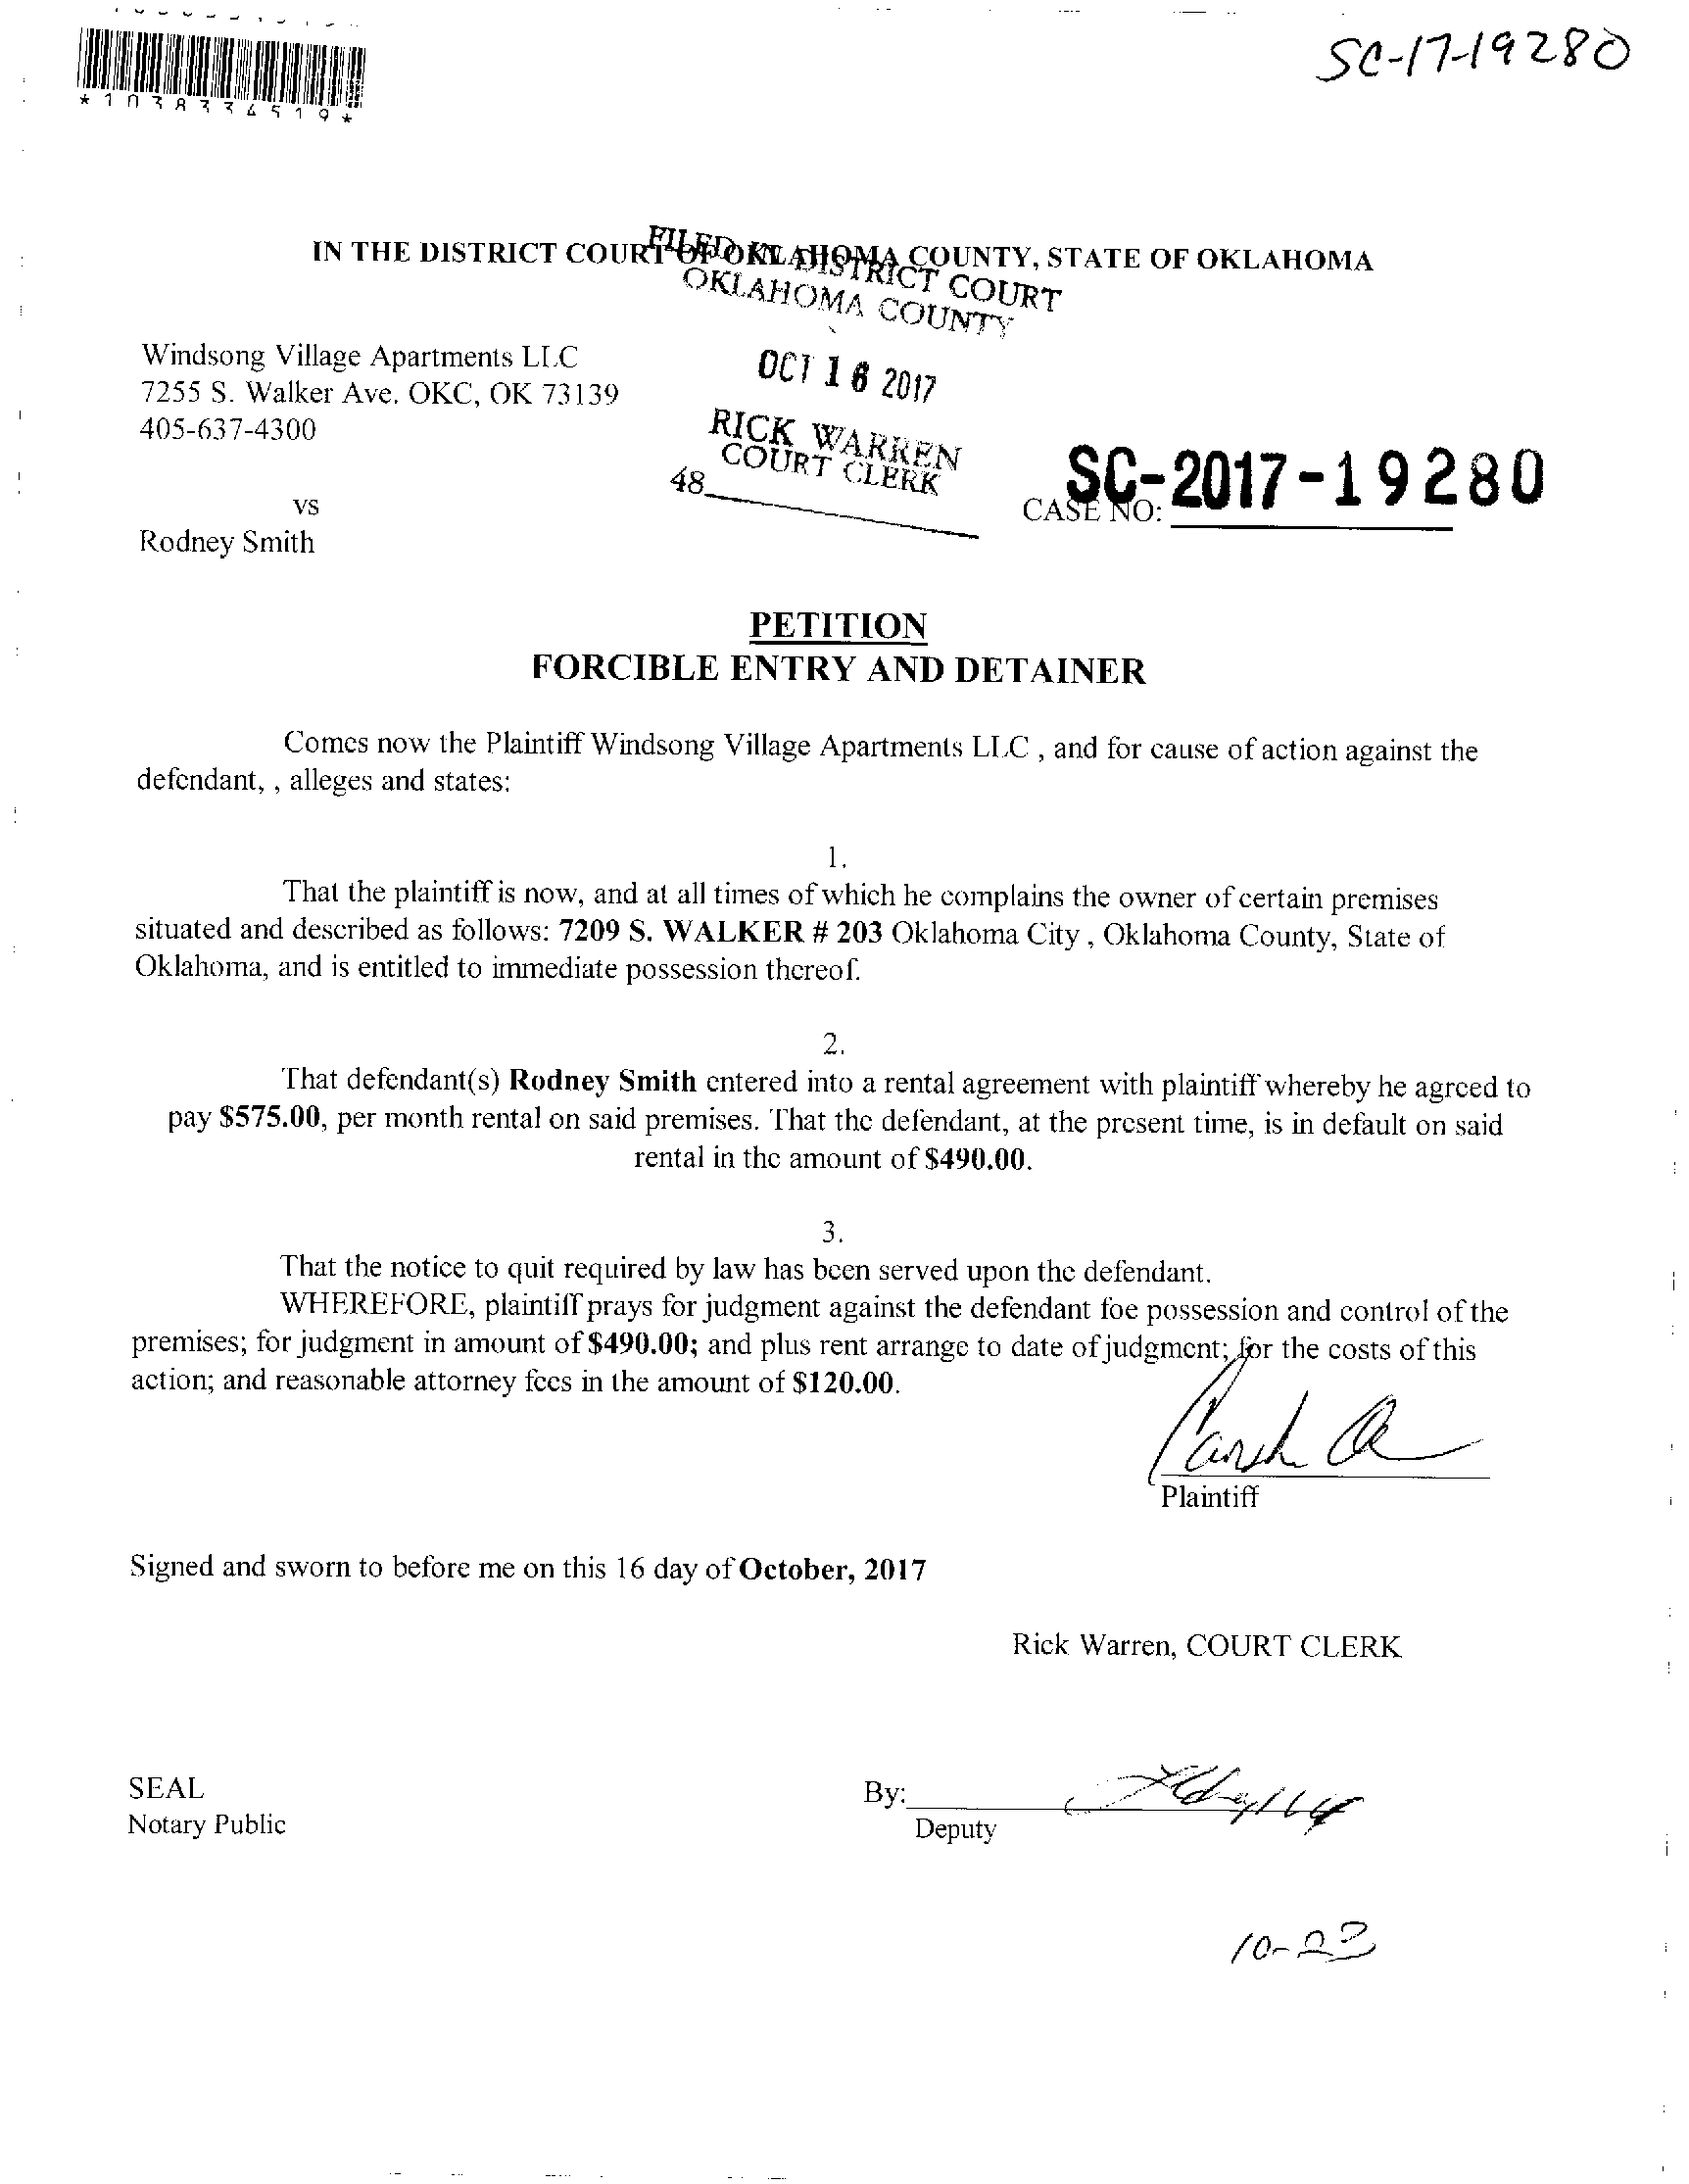 SC-17-19280
*1038334519*
IN THE DISTRICT COURT OF OKLAHOMA COUNTY, STATE OF OKLAHOMA
FILED IN DISTRICT COURT
OKLAHOMA COUNTY
Windsong Village Apartments LLC
7255 S. Walker Ave. OKC, OK 73139
405-637-4300
OCT 16 2017
RICK WARREN
COURT CLERK
48
SC-2017-19280
CASE NO:
vs
Rodney Smith
PETITION
FORCIBLE ENTRY AND DETAINER
Comes now the Plaintiff Windsong Village Apartments LLC , and for cause of action against the
defendant, , alleges and states:
1.
That the plaintiff is now, and at all times of which he complains the owner of certain premises
situated and described as follows: 7209 S. WALKER # 203 Oklahoma City , Oklahoma County, State of
Oklahoma, and is entitled to immediate possession thereof.
2.
That defendant(s) Rodney Smith entered into a rental agreement with plaintiff whereby he agreed to
pay $575.00, per month rental on said premises. That the defendant, at the present time, is in default on said
rental in the amount of $490.00.
3.
That the notice to quit required by law has been served upon the defendant.
WHEREFORE, plaintiff prays for judgment against the defendant foe possession and control of the
premises; for judgment in amount of $490.00; and plus rent arrange to date of judgment; for the costs of this
action; and reasonable attorney fees in the amount of $120.00.
Plaintiff
Signed and sworn to before me on this 16 day of October, 2017
Rick Warren, COURT CLERK
SEAL
Notary Public
By:
Deputy
10-23